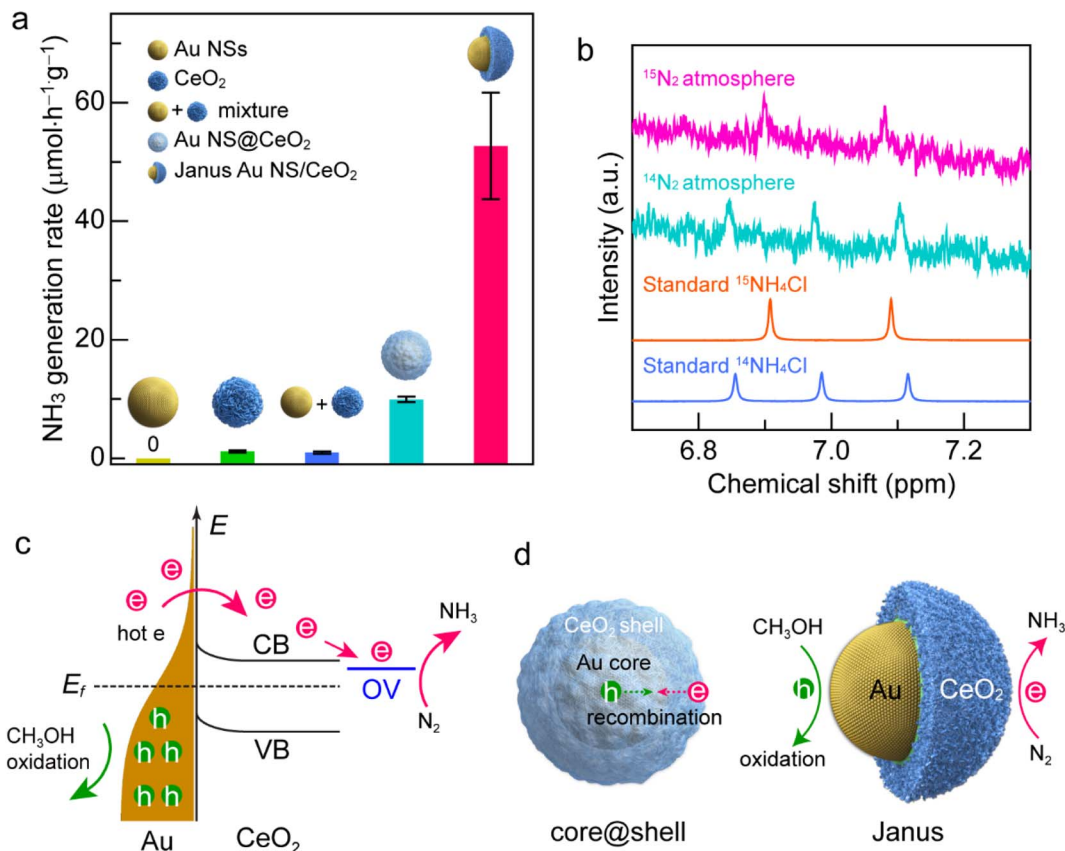 a
NH₃ generation rate (μmol·h⁻¹·g⁻¹)
60
40
20
0
Au NSs
CeO₂
+ mixture
Au NS@CeO₂
Janus Au NS/CeO₂
0
+
b
Intensity (a.u.)
¹⁵N₂ atmosphere
¹⁴N₂ atmosphere
Standard ¹⁵NH₄Cl
Standard ¹⁴NH₄Cl
6.8 7.0 7.2
Chemical shift (ppm)
c
E
e
e
e
e
e
hot e
CB
E_f
OV
VB
NH₃
N₂
CH₃OH
oxidation
h
h h
h h
Au CeO₂
d
CeO₂ shell
Au core
h e
recombination
core@shell
CH₃OH
h
oxidation
Au
CeO₂
NH₃
e
N₂
Janus